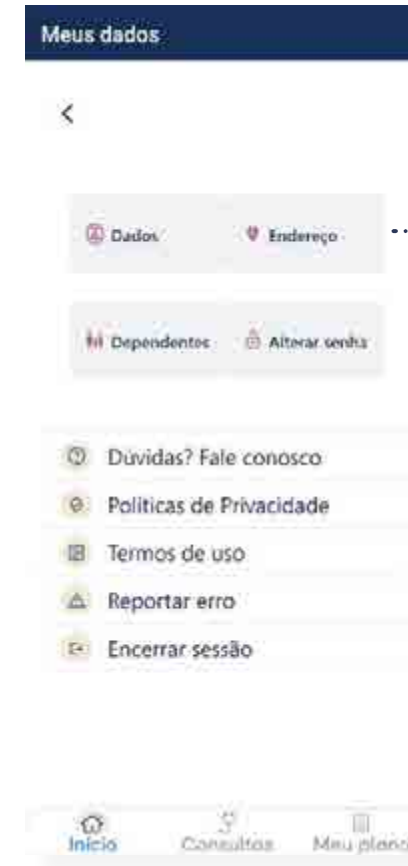 Meus dados
Dados Endereço
Dependentes Alterar senha
Dúvidas? Fale conosco
Políticas de Privacidade
Termos de uso
Reportar erro
Encerrar sessão
Início Consultas Meu plano